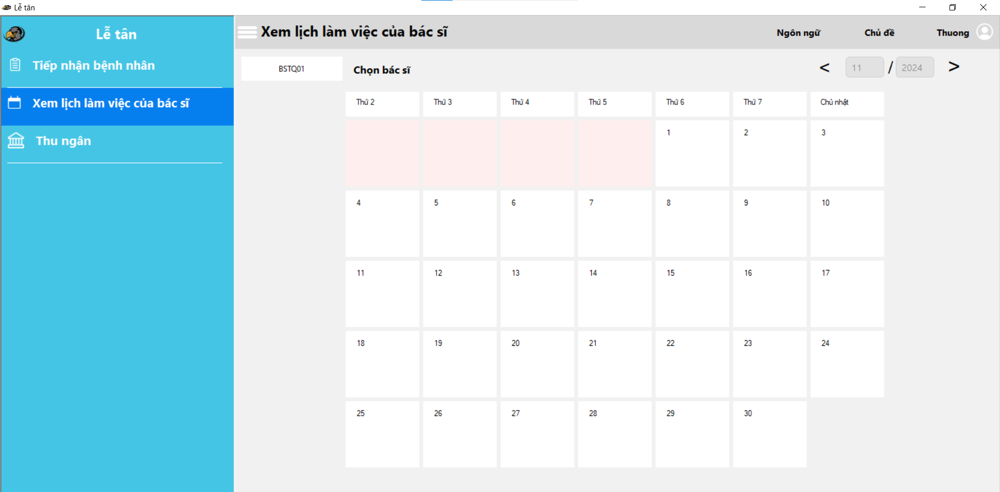 Lễ tân
Lễ tân
Tiếp nhận bệnh nhân
Xem lịch làm việc của bác sĩ
Thu ngân
Xem lịch làm việc của bác sĩ
Ngôn ngữ Chủ đề Thuong
BSTQ01 Chọn bác sĩ < 11 / 2024 >
Thứ 2 Thứ 3 Thứ 4 Thứ 5 Thứ 6 Thứ 7 Chủ nhật
1 2 3
4 5 6 7 8 9 10
11 12 13 14 15 16 17
18 19 20 21 22 23 24
25 26 27 28 29 30